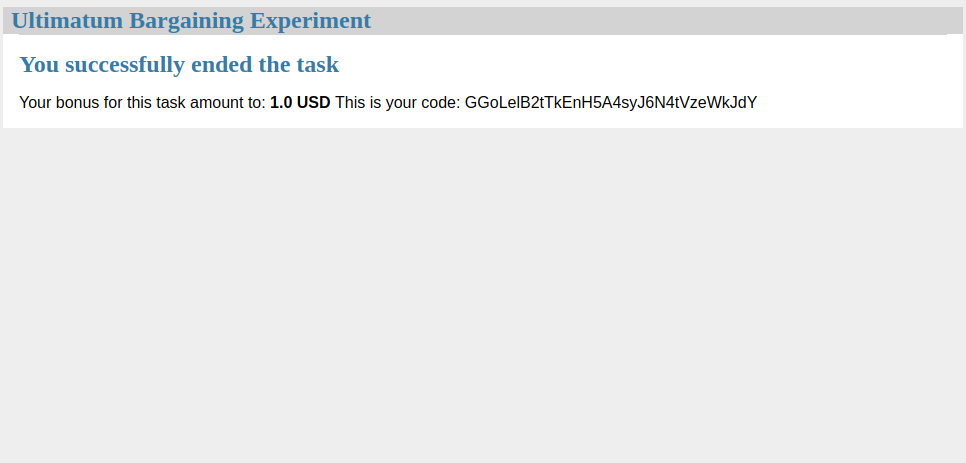 Ultimatum Bargaining Experiment
You successfully ended the task
Your bonus for this task amount to: 1.0 USD This is your code: GGoLelB2tTkEnH5A4syJ6N4tVzeWkJdY